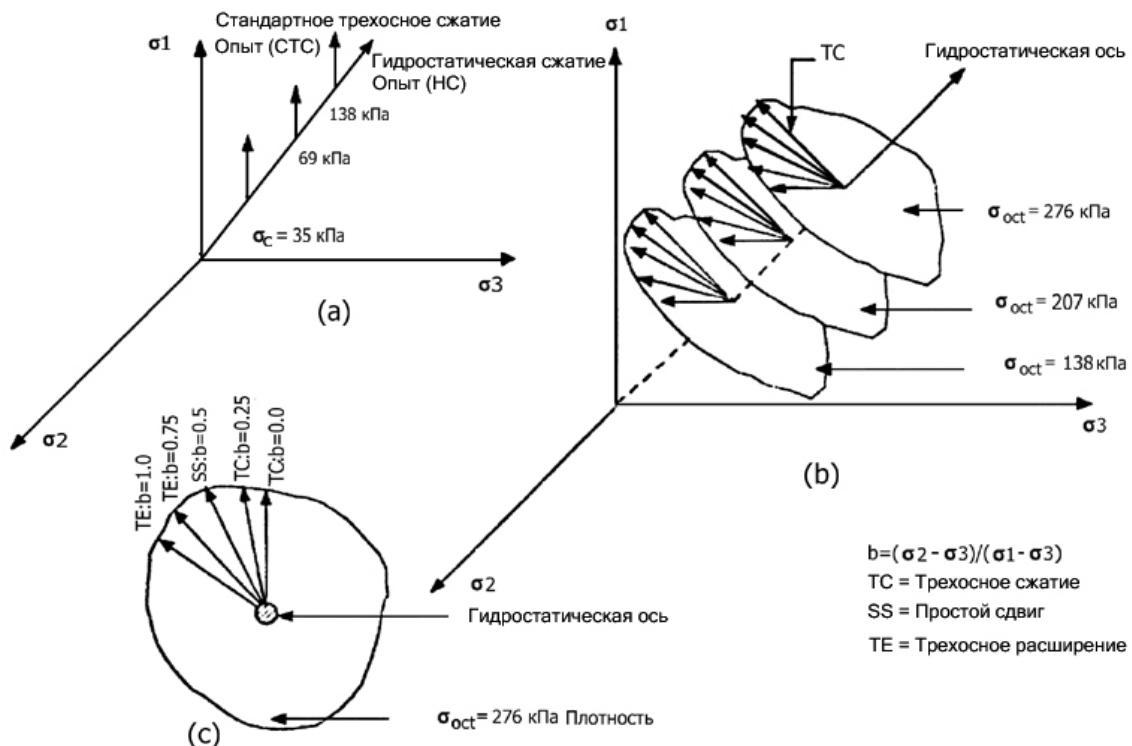 Стандартное трехосное сжатие
Опыт (СТС)
σ1
Гидростатическая сжатие
Опыт (НС)
138 кПа
69 кПа
σc = 35 кПа
σ3
σ2
(a)
σ1
TC
Гидростатическая ось
σoct = 276 кПа
σoct = 207 кПа
σoct = 138 кПа
σ3
σ2
(b)
TE:b=1.0
TE:b=0.75
SS:b=0.5
TC:b=0.25
TC:b=0.0
Гидростатическая ось
σoct = 276 кПа Плотность
(c)
b=(σ2 - σ3)/(σ1 - σ3)
TC = Трехосное сжатие
SS = Простой сдвиг
TE = Трехосное расширение